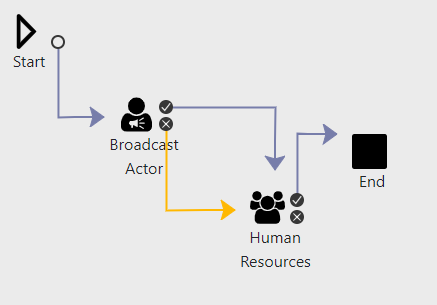 Start
Broadcast
Actor
End
Human
Resources